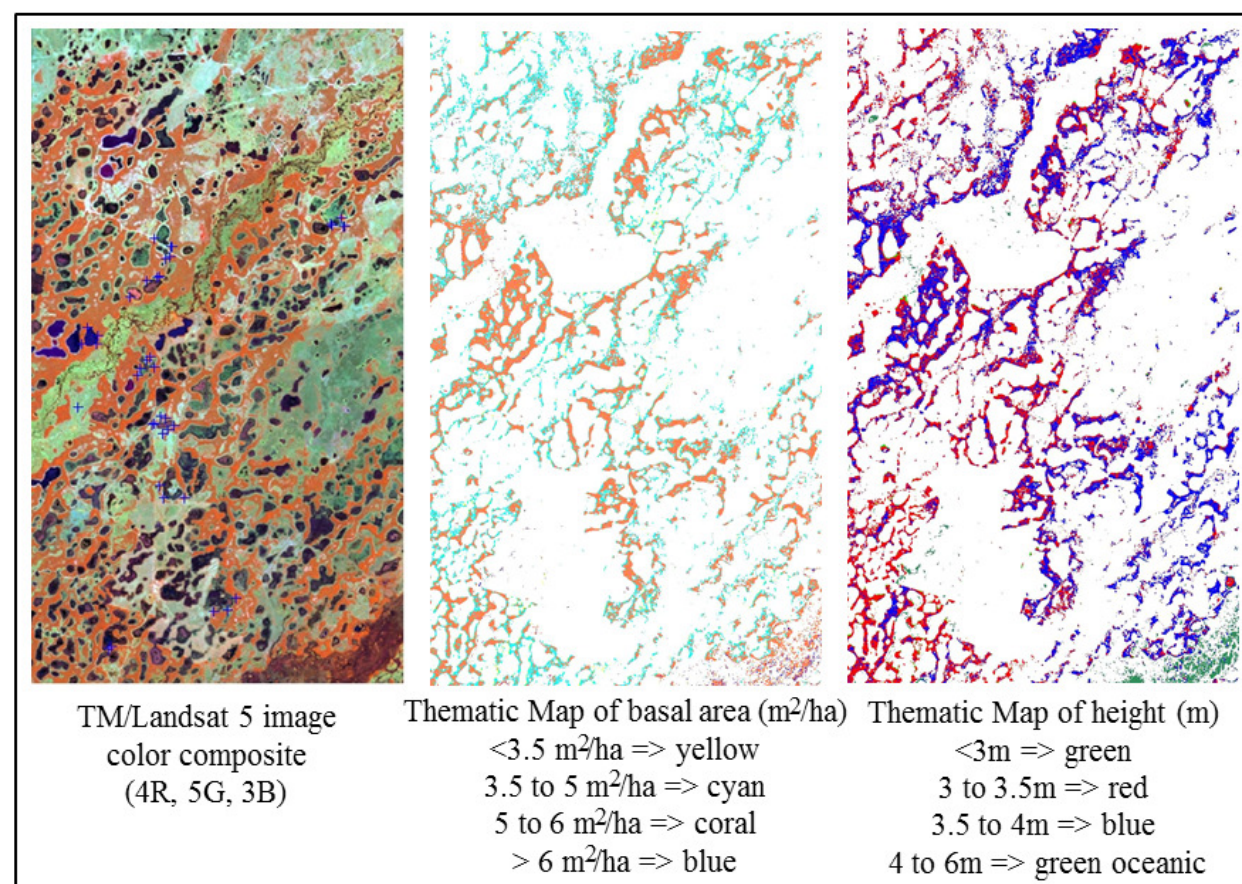 TM/Landsat 5 image
color composite
(4R, 5G, 3B)
Thematic Map of basal area (m²/ha)
<3.5 m²/ha => yellow
3.5 to 5 m²/ha => cyan
5 to 6 m²/ha => coral
> 6 m²/ha => blue
Thematic Map of height (m)
<3m => green
3 to 3.5m => red
3.5 to 4m => blue
4 to 6m => green oceanic